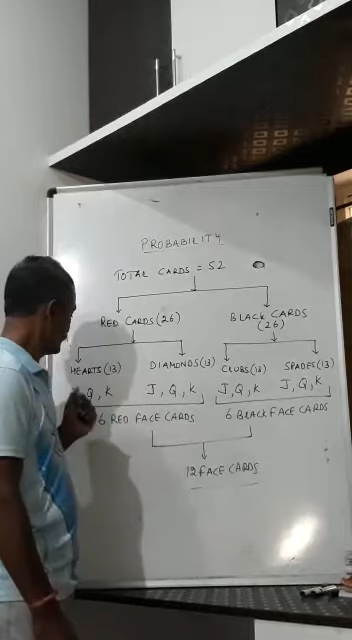 PROBABILITY
TOTAL CARDS = 52
RED CARDS (26)
BLACK CARDS
(26)
HEARTS (13) DIAMONDS (13) CLUBS (13) SPADES (13)
Q, K J, Q, K J, Q, K J, Q, K
6 RED FACE CARDS 6 BLACK FACE CARDS
12 FACE CARDS